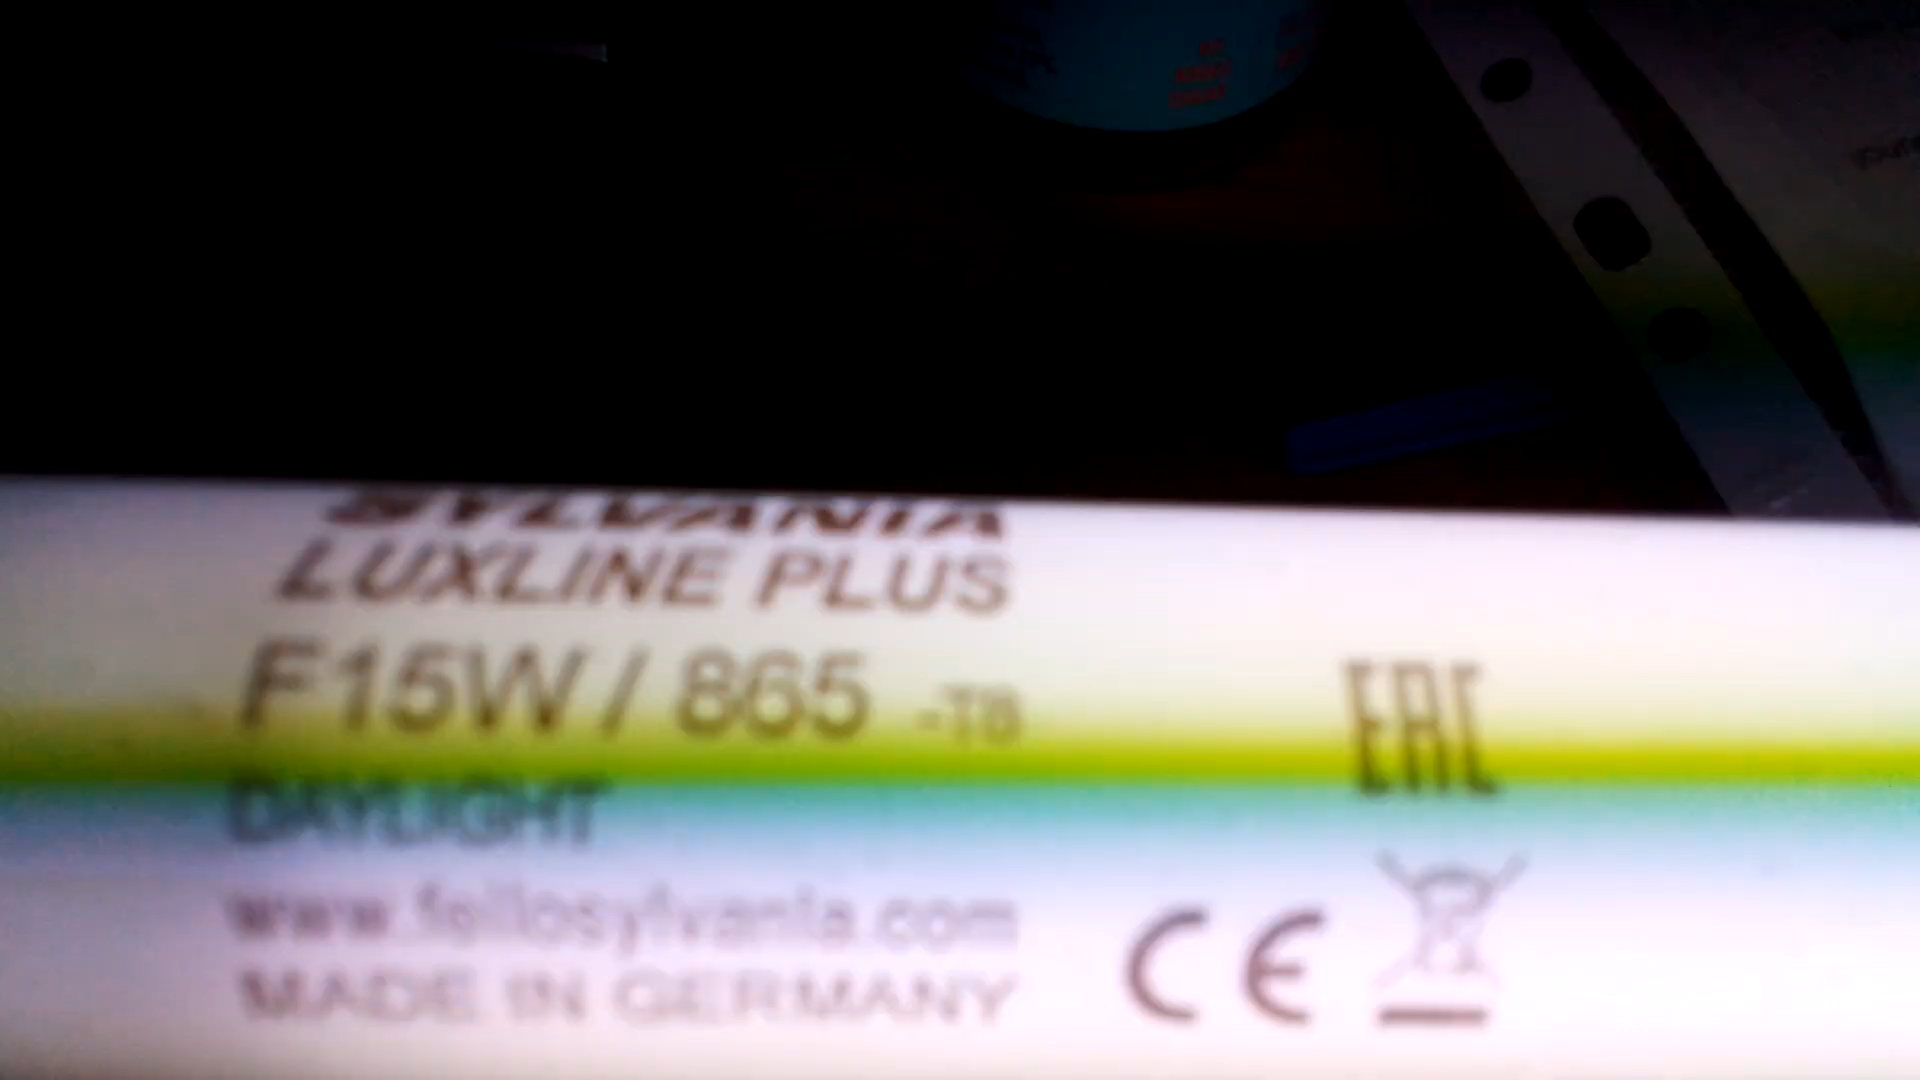 SYLVANIA
LUXLINE PLUS
F15W / 865 -T8
DAYLIGHT
www.feilosylvania.com
MADE IN GERMANY
EAC
CE